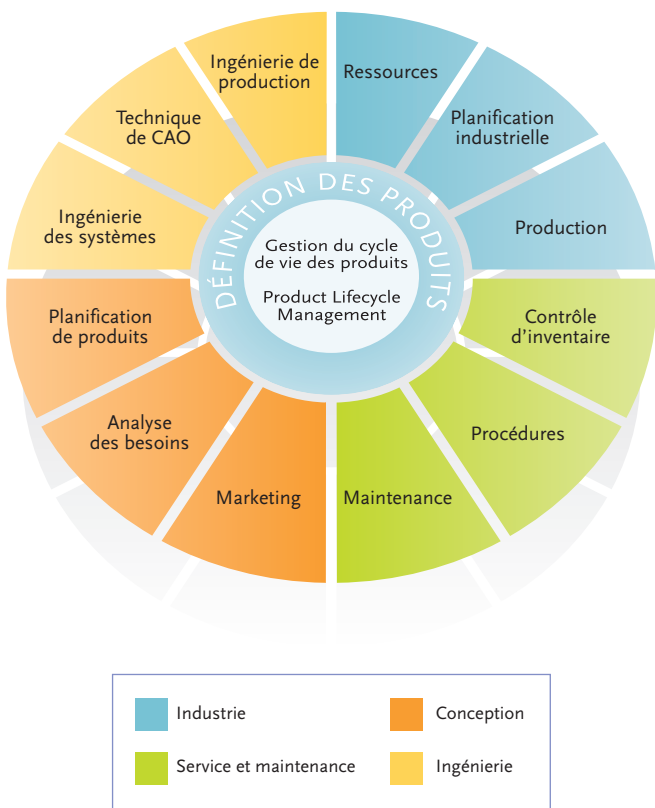 Ingénierie de
production
Ressources
Technique
de CAO
Planification
industrielle
Ingénierie
des systèmes
Production
DÉFINITION DES PRODUITS
Gestion du cycle
de vie des produits
Product Lifecycle
Management
Planification
de produits
Contrôle
d'inventaire
Analyse
des besoins
Procédures
Marketing
Maintenance
Industrie
Conception
Service et maintenance
Ingénierie